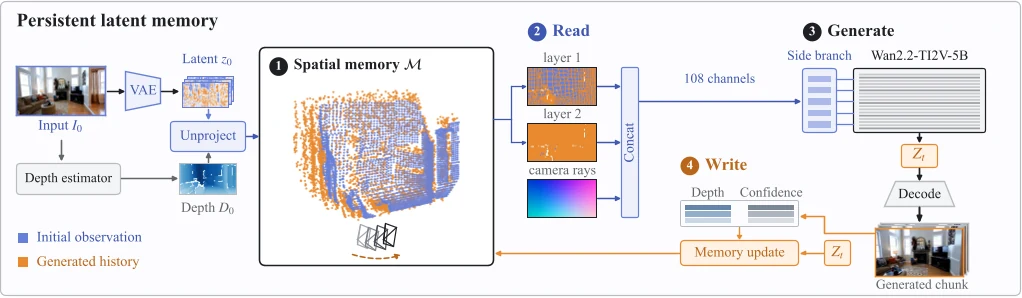 Persistent latent memory
Input I₀
VAE
Latent z₀
Unproject
Depth estimator
Depth D₀
Initial observation
Generated history
1 Spatial memory ℳ
2 Read
layer 1
layer 2
camera rays
Concat
108 channels
3 Generate
Side branch
Wan2.2-TI2V-5B
Zₜ
Decode
Generated chunk
4 Write
Depth
Confidence
Memory update
Zₜ